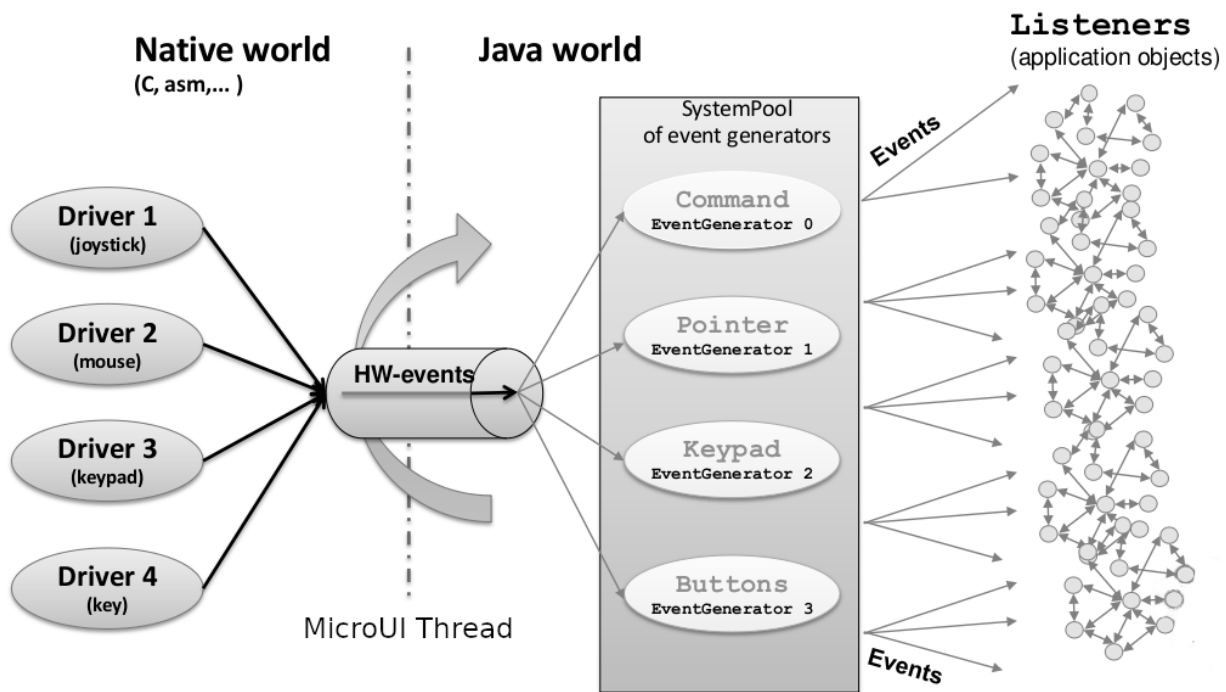 Native world
(C, asm,... )
Java world
Listeners
(application objects)
SystemPool
of event generators
Events
Driver 1
(joystick)
Driver 2
(mouse)
Driver 3
(keypad)
Driver 4
(key)
HW-events
MicroUI Thread
Command
EventGenerator 0
Pointer
EventGenerator 1
Keypad
EventGenerator 2
Buttons
EventGenerator 3
Events